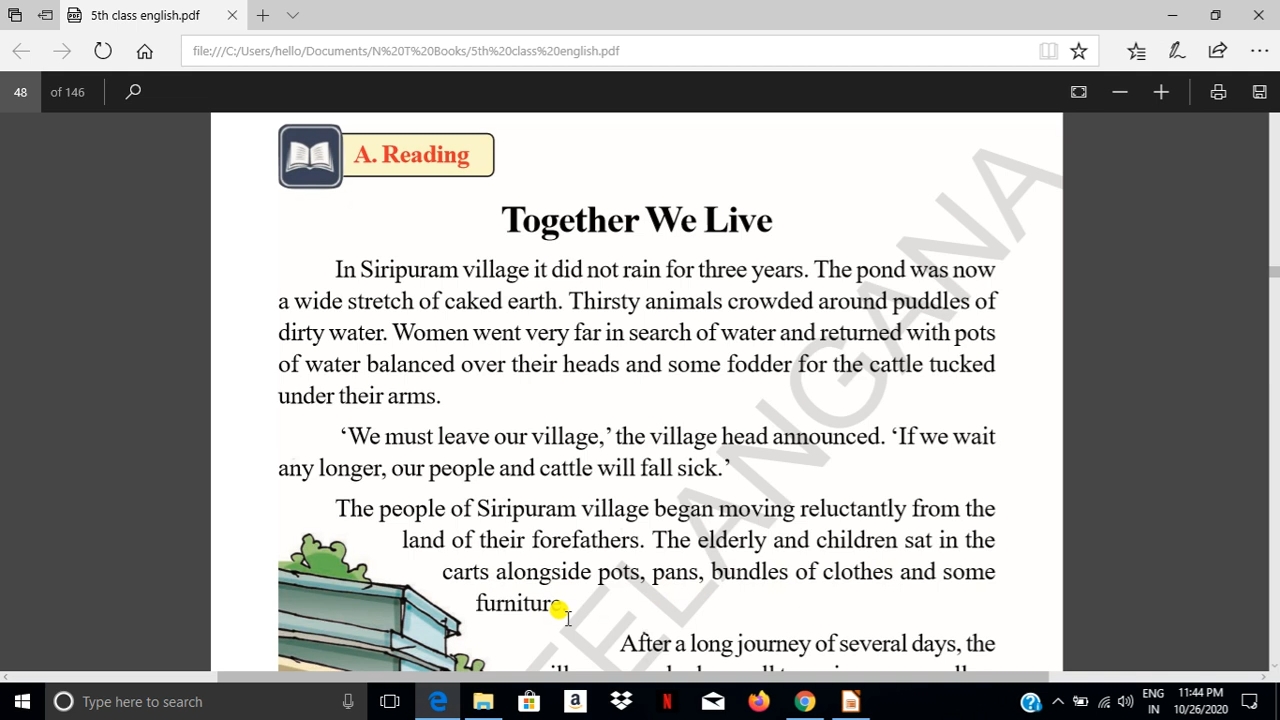 5th class english.pdf
file:///C:/Users/hello/Documents/N%20T%20Books/5th%20class%20english.pdf
48 of 146
A. Reading
Together We Live
In Siripuram village it did not rain for three years. The pond was now
a wide stretch of caked earth. Thirsty animals crowded around puddles of
dirty water. Women went very far in search of water and returned with pots
of water balanced over their heads and some fodder for the cattle tucked
under their arms.
‘We must leave our village,’ the village head announced. ‘If we wait
any longer, our people and cattle will fall sick.’
The people of Siripuram village began moving reluctantly from the
land of their forefathers. The elderly and children sat in the
carts alongside pots, pans, bundles of clothes and some
furniture
After a long journey of several days, the
TELANGANA
Type here to search
ENG 11:44 PM
IN 10/26/2020